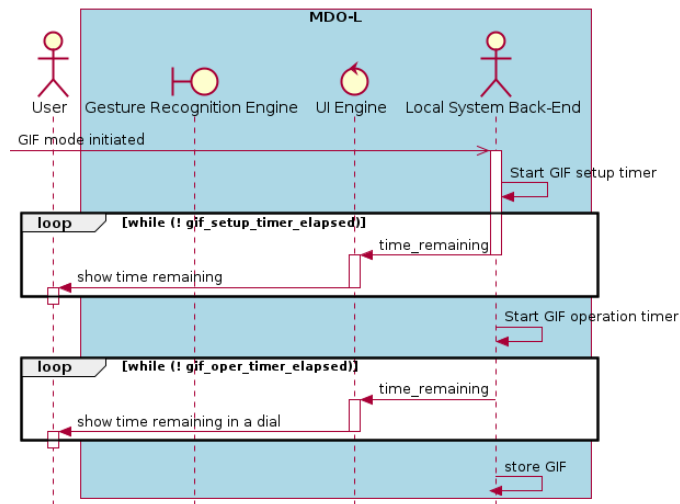 MDO-L
User
Gesture Recognition Engine
UI Engine
Local System Back-End
GIF mode initiated
Start GIF setup timer
loop [while (! gif_setup_timer_elapsed)]
time_remaining
show time remaining
Start GIF operation timer
loop [while (! gif_oper_timer_elapsed)]
time_remaining
show time remaining in a dial
store GIF